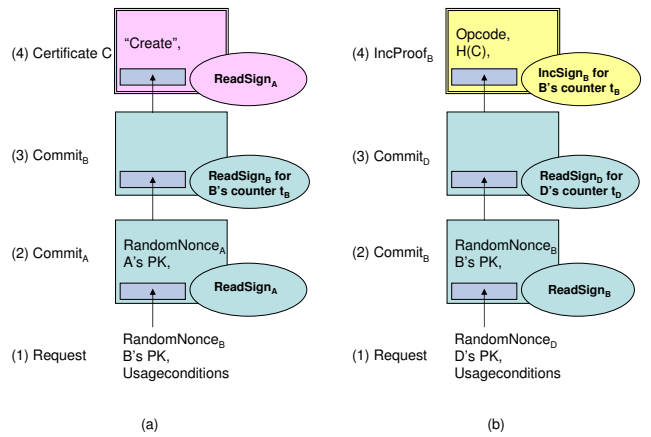 (4) Certificate C
“Create”,
ReadSignA
(3) CommitB
ReadSignB for
B's counter tB
(2) CommitA
RandomNonceA
A's PK,
ReadSignA
(1) Request
RandomNonceB
B's PK,
Usageconditions
(a)
(4) IncProofB
Opcode,
H(C),
IncSignB for
B's counter tB
(3) CommitD
ReadSignD for
D's counter tD
(2) CommitB
RandomNonceB
B's PK,
ReadSignB
(1) Request
RandomNonceD
D's PK,
Usageconditions
(b)